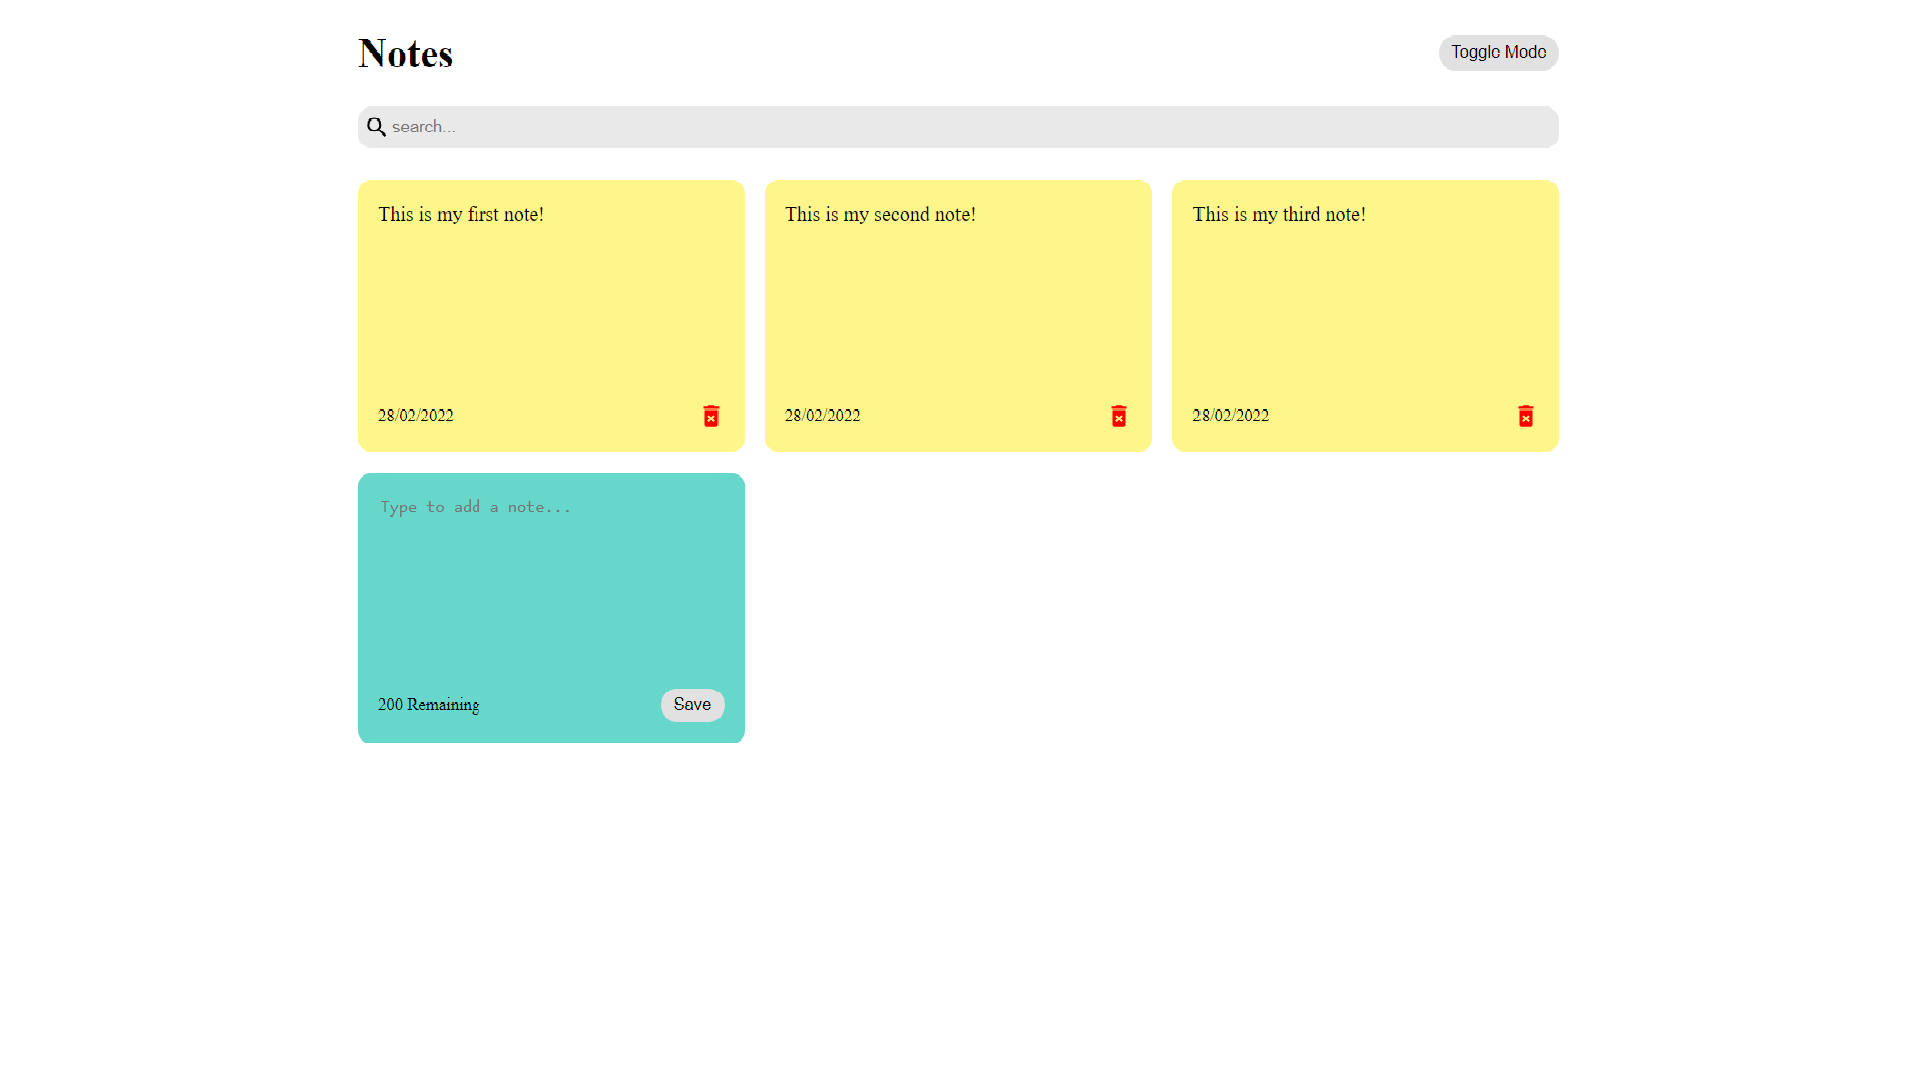 Notes
Toggle Mode
search...
This is my first note!
This is my second note!
This is my third note!
28/02/2022
28/02/2022
28/02/2022
Type to add a note...
200 Remaining
Save